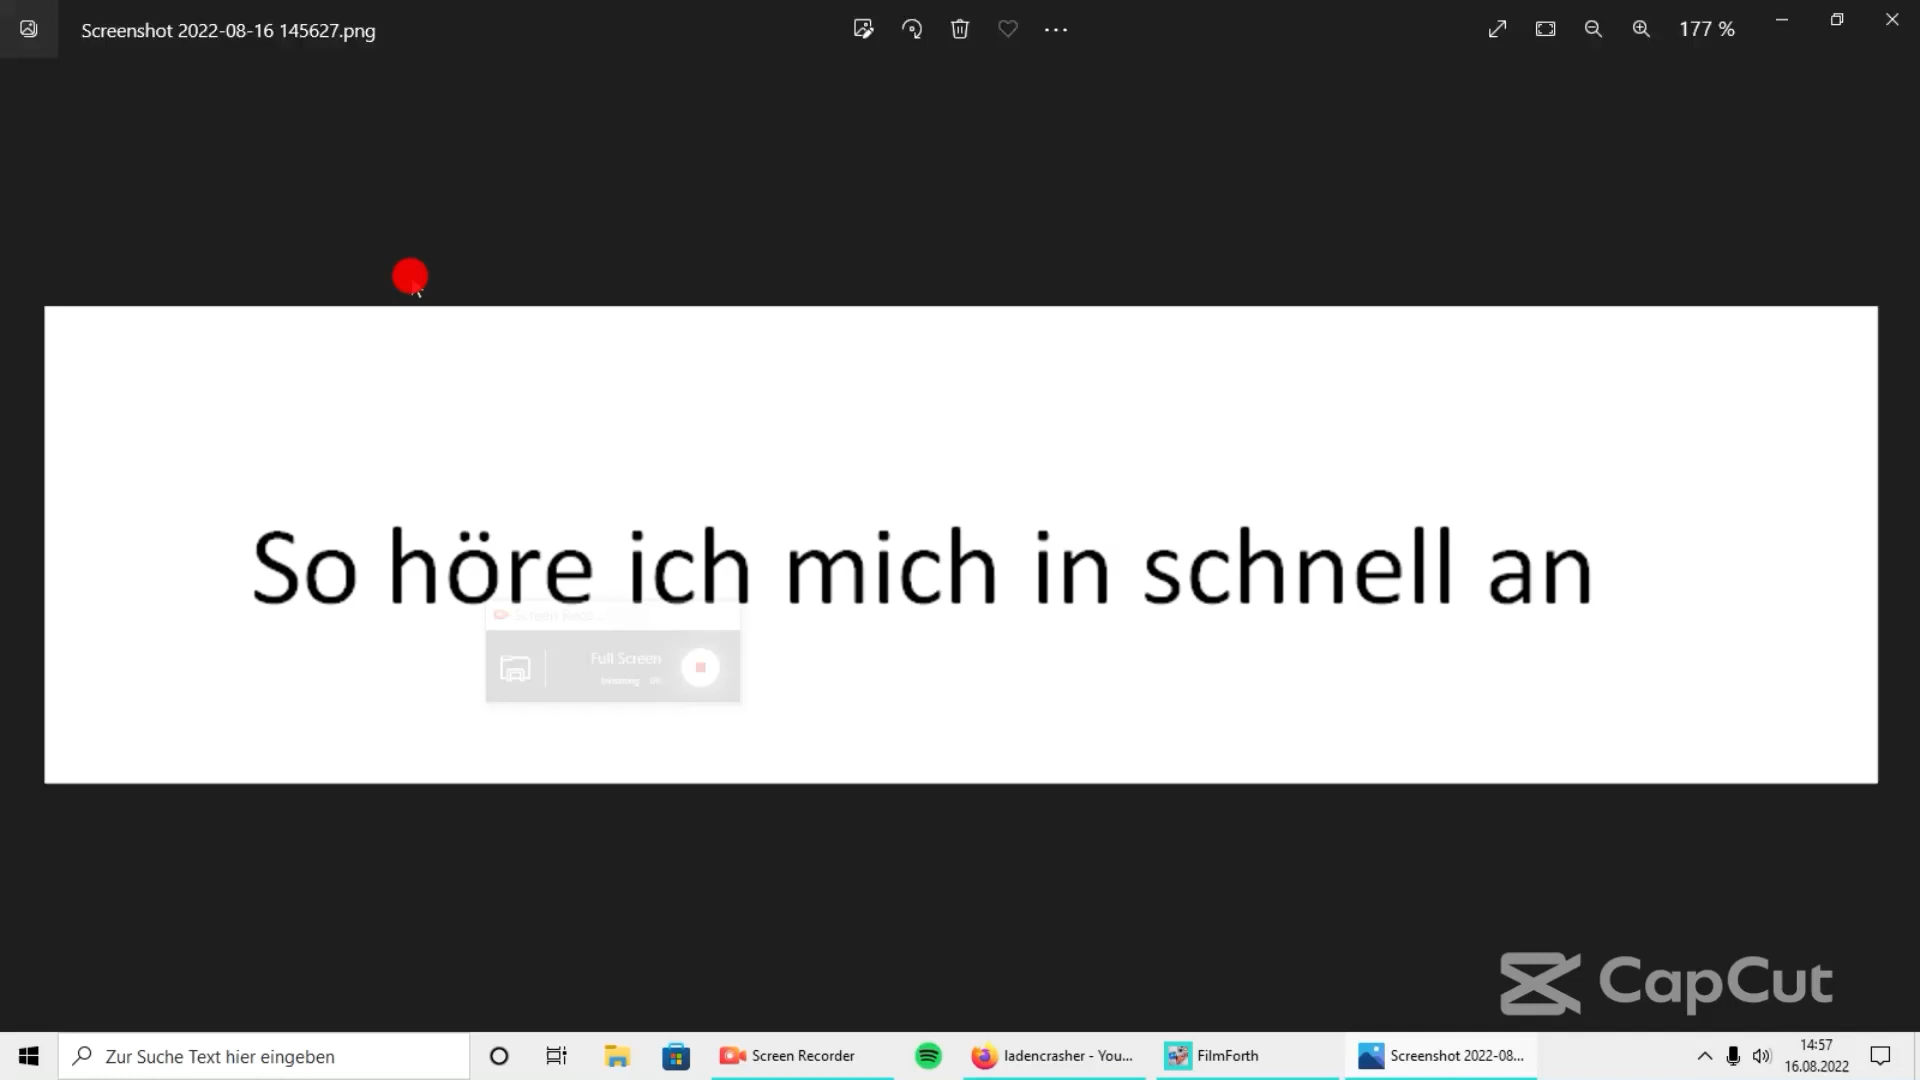 Screenshot 2022-08-16 145627.png
177 %
So höre ich mich in schnell an
Full Screen
CapCut
Zur Suche Text hier eingeben
Screen Recorder
ladencrasher - You...
FilmForth
Screenshot 2022-08...
14:57
16.08.2022